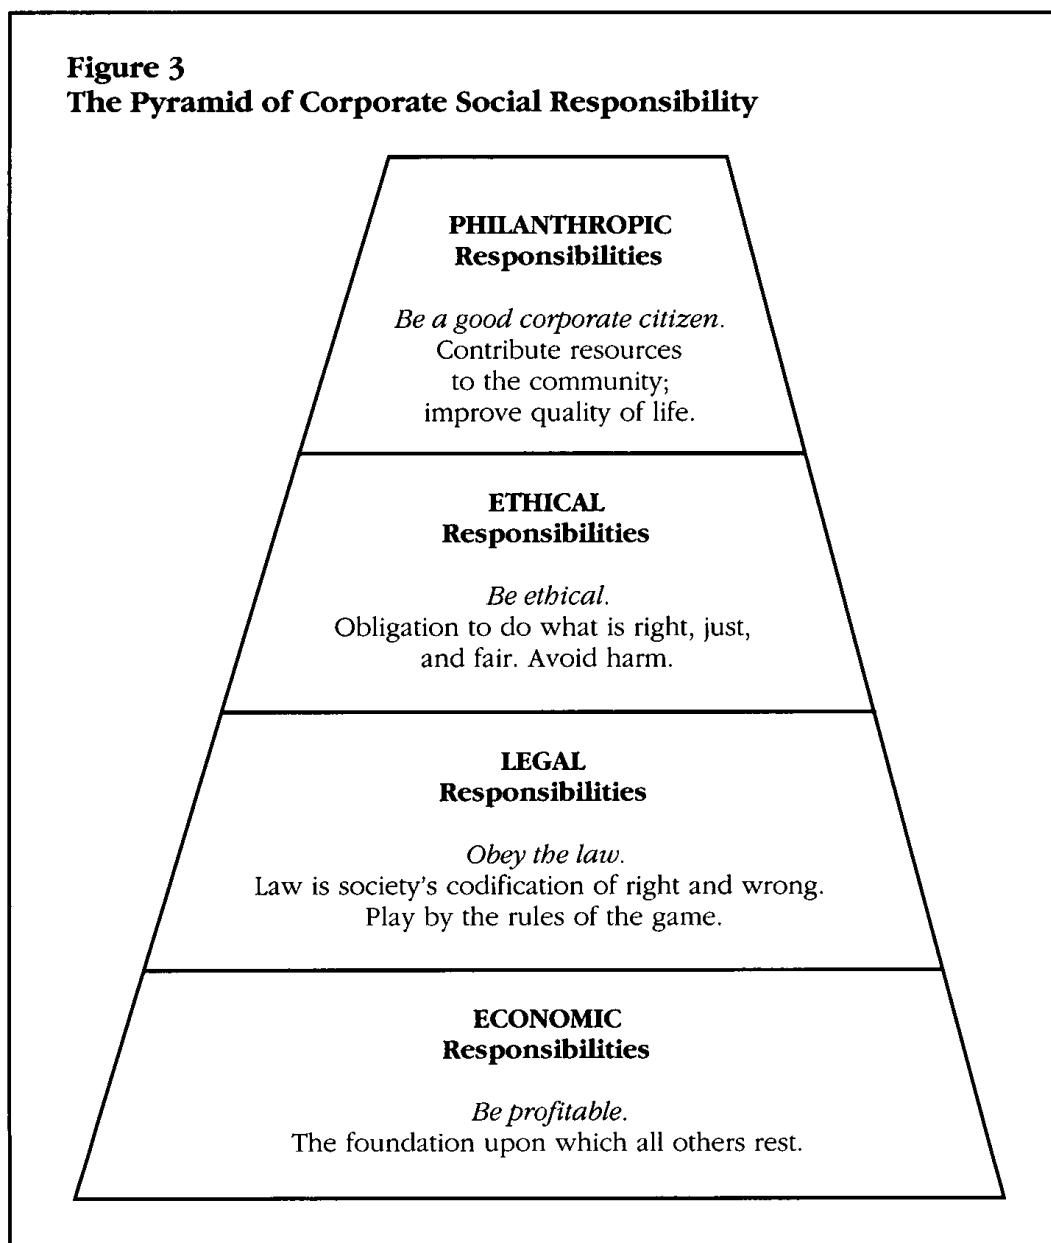 Figure 3
The Pyramid of Corporate Social Responsibility
PHILANTHROPIC
Responsibilities
Be a good corporate citizen.
Contribute resources
to the community;
improve quality of life.
ETHICAL
Responsibilities
Be ethical.
Obligation to do what is right, just,
and fair. Avoid harm.
LEGAL
Responsibilities
Obey the law.
Law is society's codification of right and wrong.
Play by the rules of the game.
ECONOMIC
Responsibilities
Be profitable.
The foundation upon which all others rest.